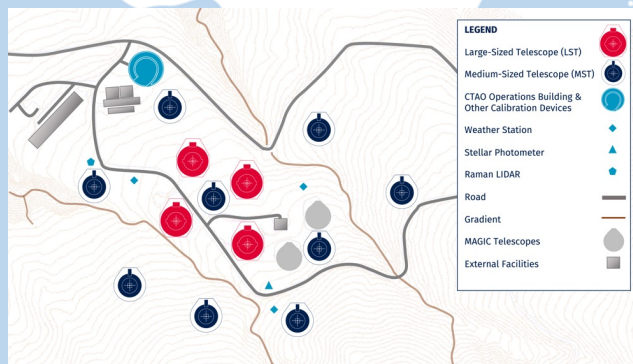 LEGEND
Large-Sized Telescope (LST)
Medium-Sized Telescope (MST)
CTAO Operations Building &
Other Calibration Devices
Weather Station
Stellar Photometer
Raman LIDAR
Road
Gradient
MAGIC Telescopes
External Facilities